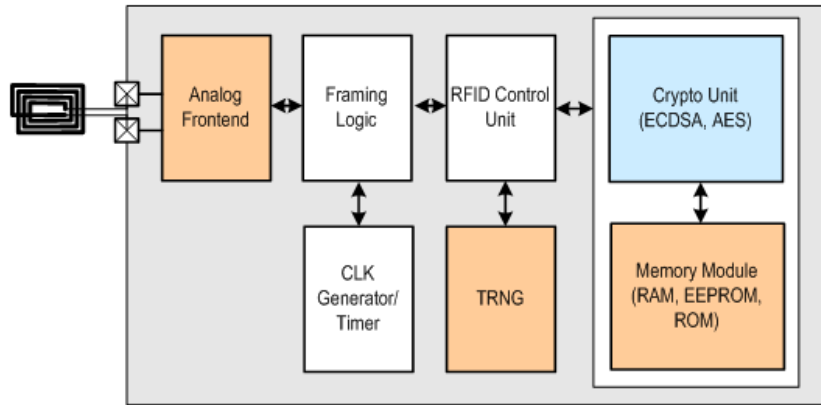 Analog
Frontend
Framing
Logic
RFID Control
Unit
Crypto Unit
(ECDSA, AES)
CLK
Generator/
Timer
TRNG
Memory Module
(RAM, EEPROM,
ROM)